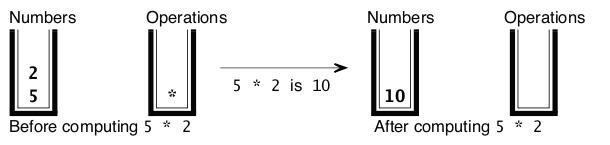 Numbers Operations Numbers Operations
2
5 * 5 * 2 is 10 10
Before computing 5 * 2 After computing 5 * 2